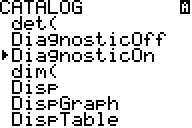 CATALOG A
det(
DiagnosticOff
DiagnosticOn
dim(
Disp
DispGraph
DispTable